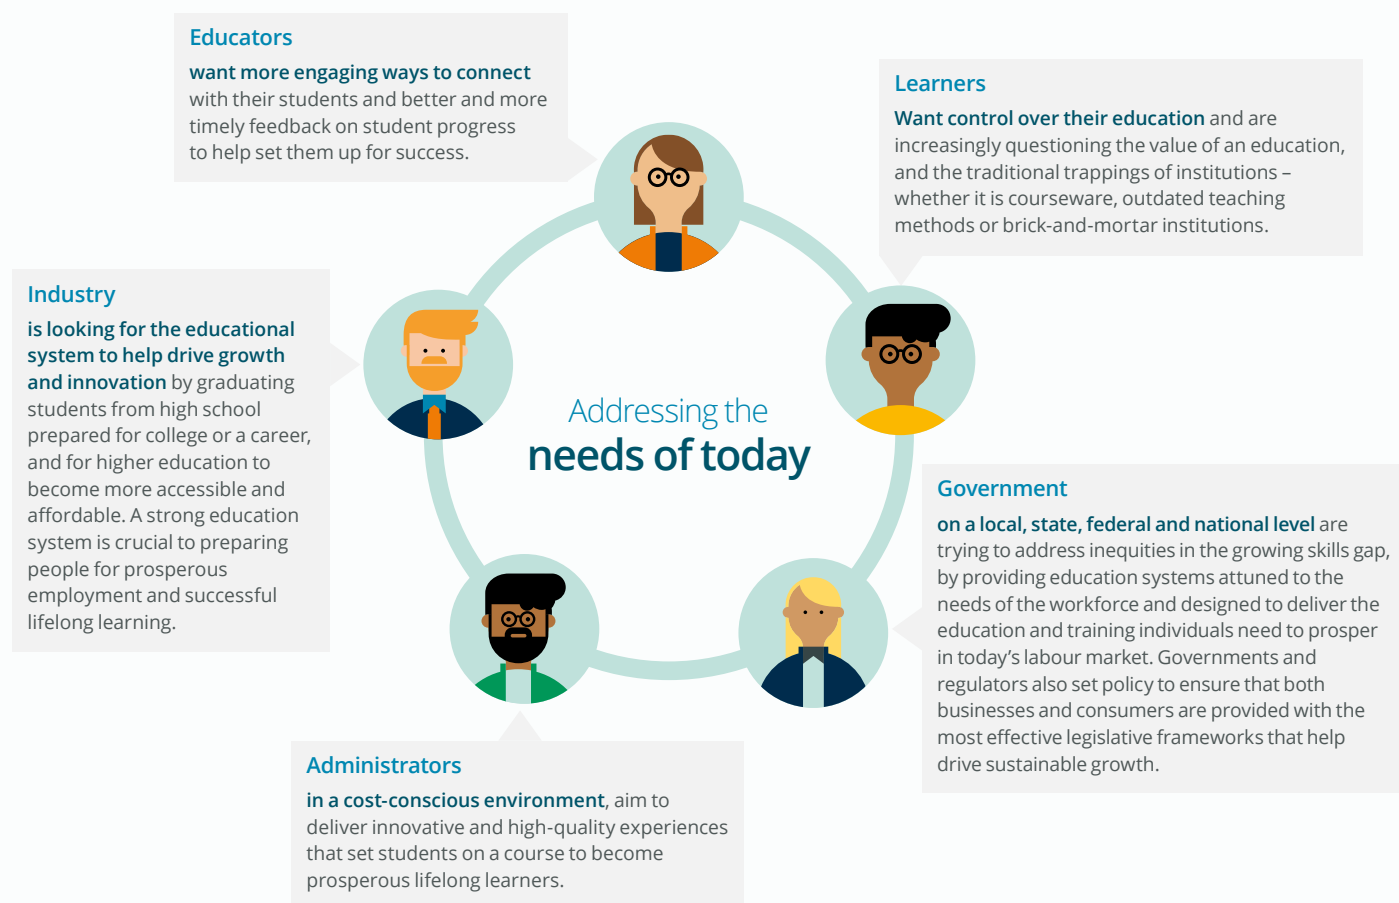 Educators
want more engaging ways to connect
with their students and better and more
timely feedback on student progress
to help set them up for success.
Learners
Want control over their education and are
increasingly questioning the value of an education,
and the traditional trappings of institutions –
whether it is courseware, outdated teaching
methods or brick-and-mortar institutions.
Industry
is looking for the educational
system to help drive growth
and innovation by graduating
students from high school
prepared for college or a career,
and for higher education to
become more accessible and
affordable. A strong education
system is crucial to preparing
people for prosperous
employment and successful
lifelong learning.
Addressing the
needs of today
Government
on a local, state, federal and national level are
trying to address inequities in the growing skills gap,
by providing education systems attuned to the
needs of the workforce and designed to deliver the
education and training individuals need to prosper
in today’s labour market. Governments and
regulators also set policy to ensure that both
businesses and consumers are provided with the
most effective legislative frameworks that help
drive sustainable growth.
Administrators
in a cost-conscious environment, aim to
deliver innovative and high-quality experiences
that set students on a course to become
prosperous lifelong learners.